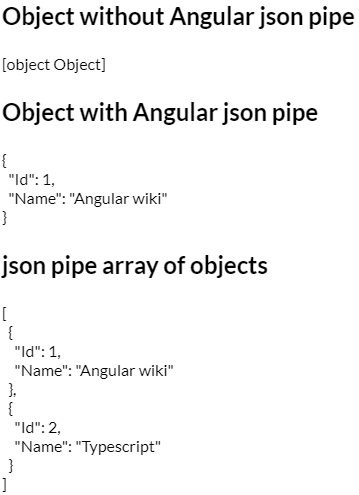 Object without Angular json pipe
[object Object]
Object with Angular json pipe
{
  "Id": 1,
  "Name": "Angular wiki"
}
json pipe array of objects
[
  {
    "Id": 1,
    "Name": "Angular wiki"
  },
  {
    "Id": 2,
    "Name": "Typescript"
  }
]